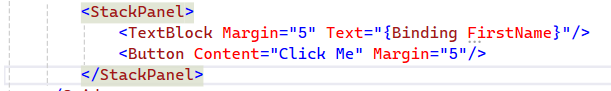 <StackPanel>
<TextBlock Margin="5" Text="{Binding FirstName}"/>
<Button Content="Click Me" Margin="5"/>
</StackPanel>